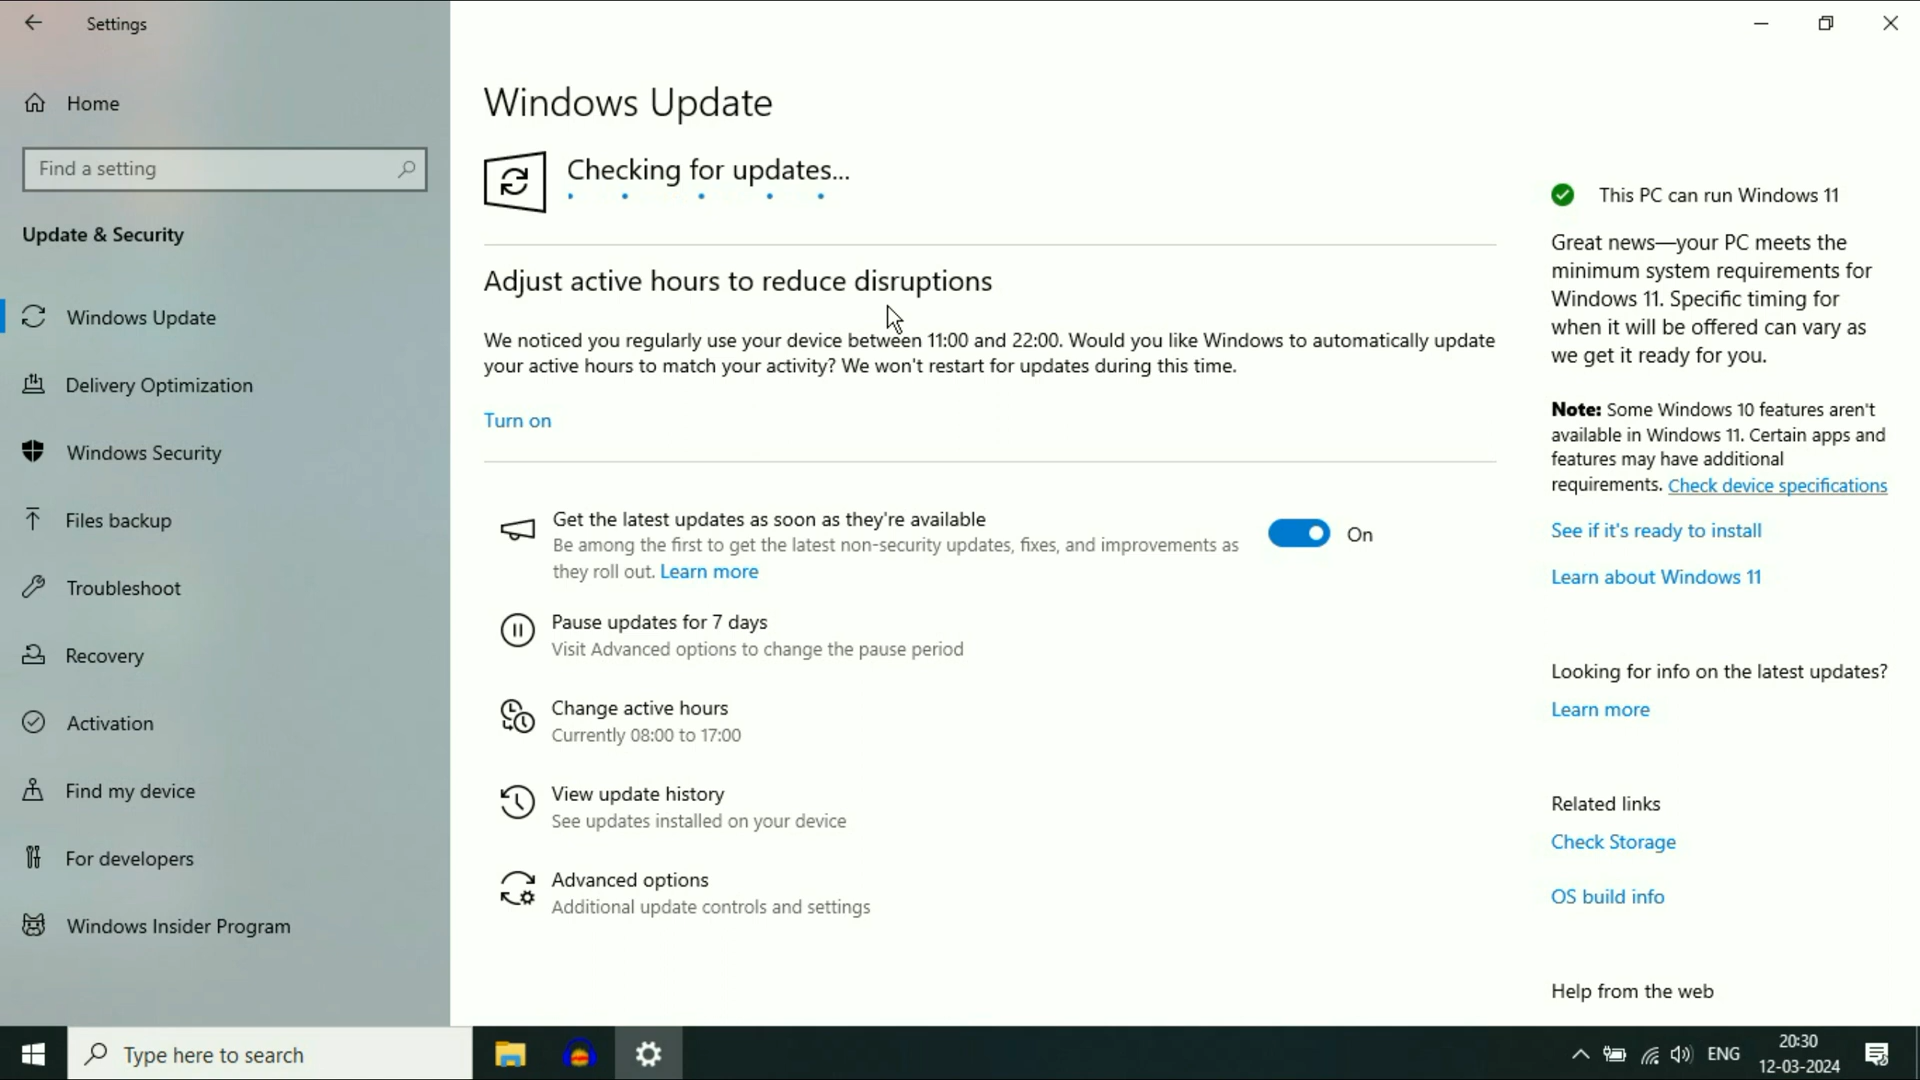 Settings
Home
Find a setting
Update & Security
Windows Update
Delivery Optimization
Windows Security
Files backup
Troubleshoot
Recovery
Activation
Find my device
For developers
Windows Insider Program
Windows Update
Checking for updates...
Adjust active hours to reduce disruptions
We noticed you regularly use your device between 11:00 and 22:00. Would you like Windows to automatically update
your active hours to match your activity? We won't restart for updates during this time.
Turn on
Get the latest updates as soon as they're available
Be among the first to get the latest non-security updates, fixes, and improvements as
they roll out. Learn more
On
Pause updates for 7 days
Visit Advanced options to change the pause period
Change active hours
Currently 08:00 to 17:00
View update history
See updates installed on your device
Advanced options
Additional update controls and settings
This PC can run Windows 11
Great news—your PC meets the
minimum system requirements for
Windows 11. Specific timing for
when it will be offered can vary as
we get it ready for you.
Note: Some Windows 10 features aren't
available in Windows 11. Certain apps and
features may have additional
requirements. Check device specifications
See if it's ready to install
Learn about Windows 11
Looking for info on the latest updates?
Learn more
Related links
Check Storage
OS build info
Help from the web
Type here to search
ENG
20:30
12-03-2024